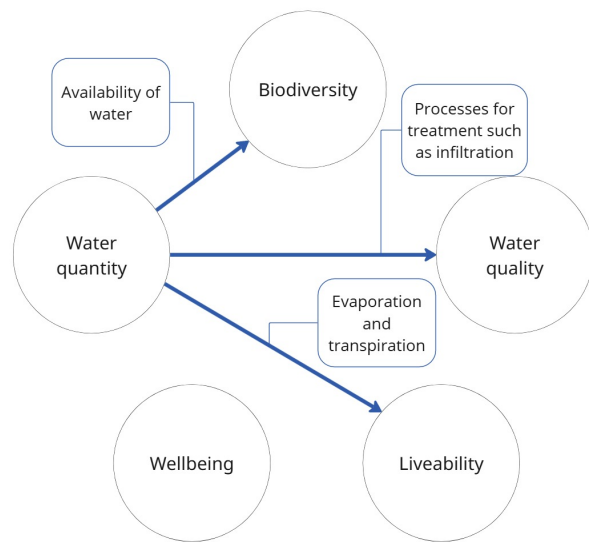 Biodiversity
Availability of
water
Processes for
treatment such
as infiltration
Water
quantity
Water
quality
Evaporation
and
transpiration
Wellbeing
Liveability